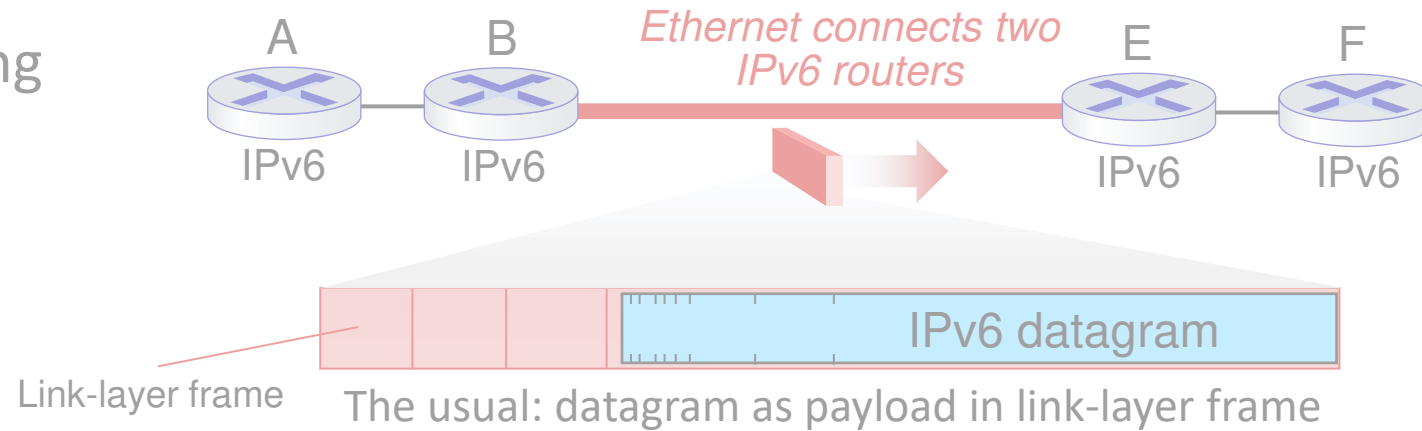 ng
A
B
Ethernet connects two
IPv6 routers
E
F
IPv6
IPv6
IPv6
IPv6
IPv6 datagram
Link-layer frame
The usual: datagram as payload in link-layer frame